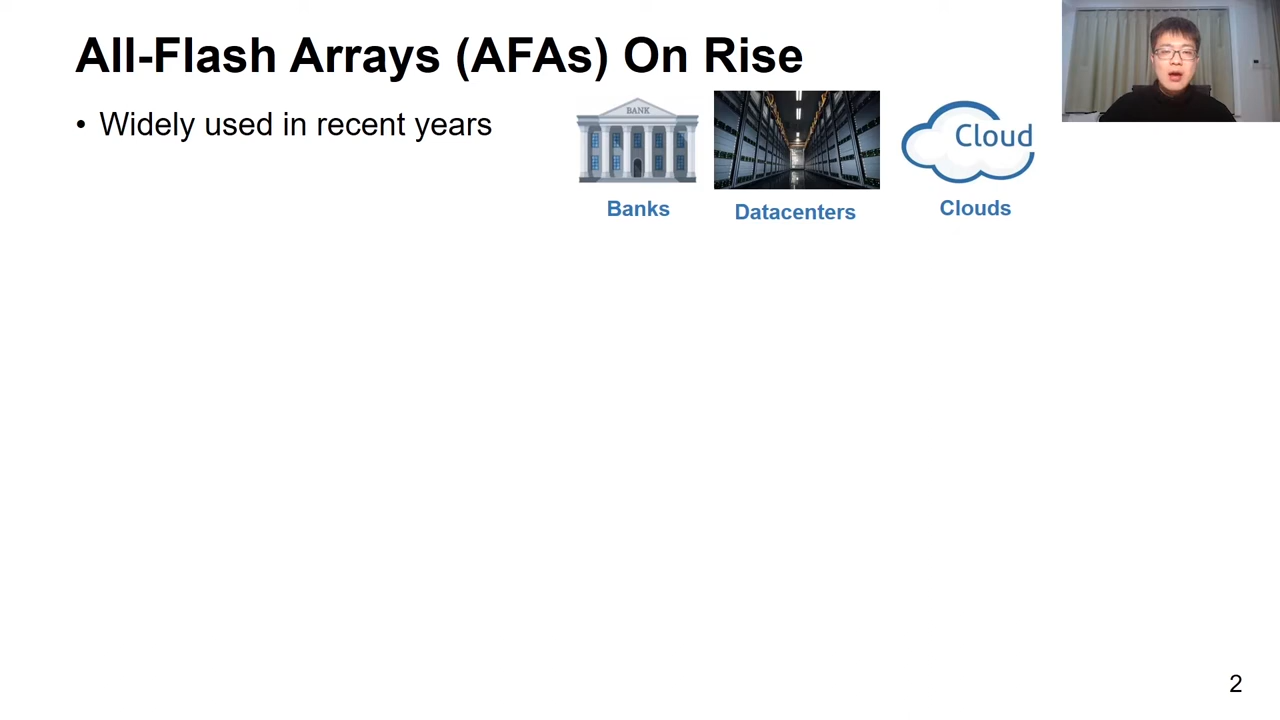 All-Flash Arrays (AFAs) On Rise
• Widely used in recent years
BANK
Cloud
Banks
Datacenters
Clouds
2